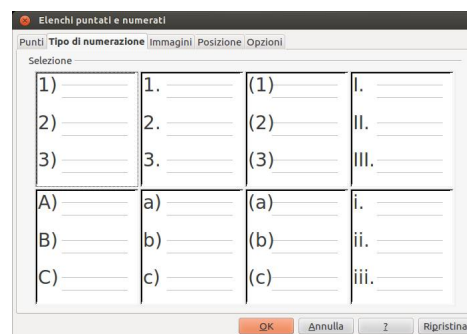 Elenchi puntati e numerati
Punti Tipo di numerazione Immagini Posizione Opzioni
Selezione
1) 1. (1) I.
2) 2. (2) II.
3) 3. (3) III.
A) a) (a) i.
B) b) (b) ii.
C) c) (c) iii.
OK Annulla ? Ripristina